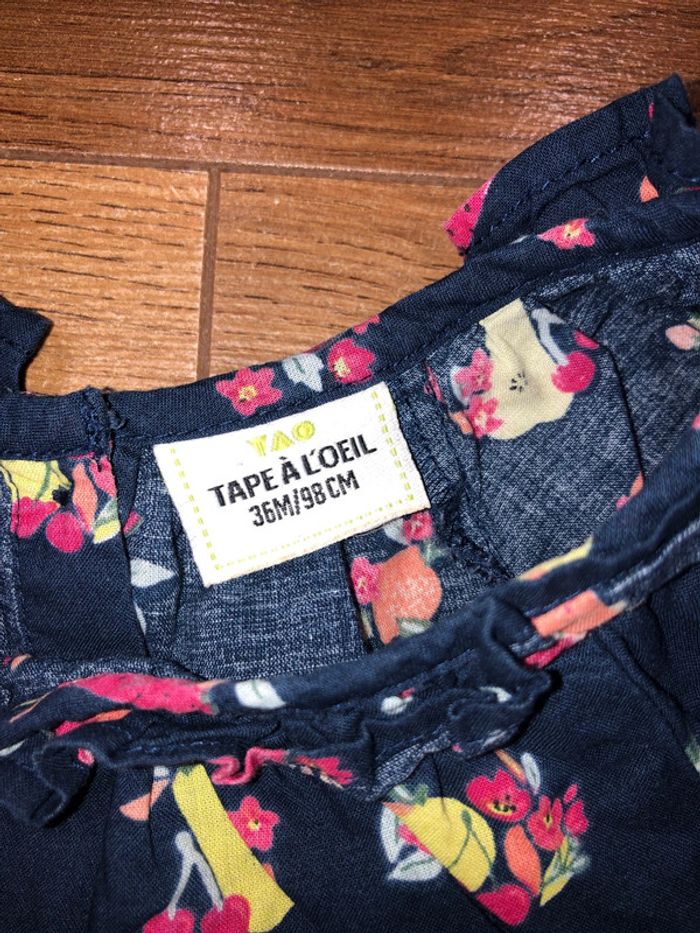 TAO
TAPE À L'OEIL
36M/98CM